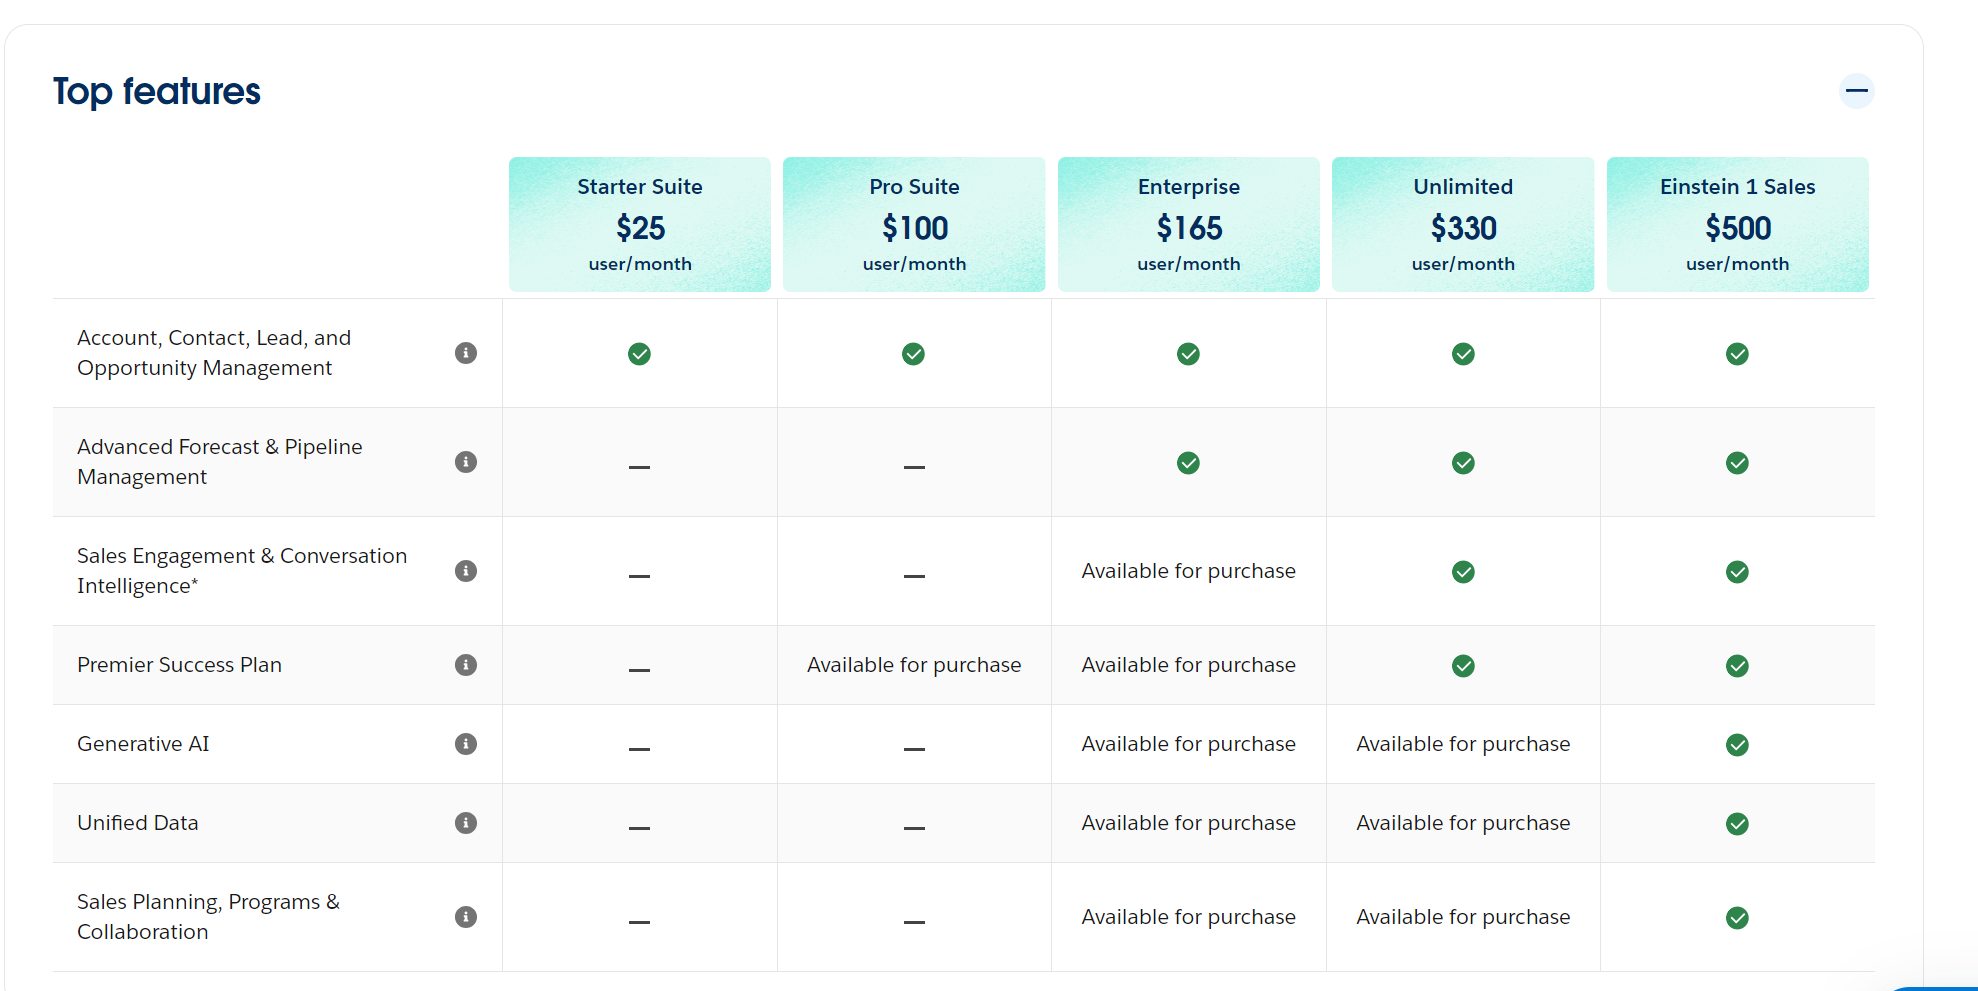 Top features
Starter Suite
$25
user/month
Pro Suite
$100
user/month
Enterprise
$165
user/month
Unlimited
$330
user/month
Einstein 1 Sales
$500
user/month
Account, Contact, Lead, and
Opportunity Management
Advanced Forecast & Pipeline
Management
Sales Engagement & Conversation
Intelligence*
Available for purchase
Premier Success Plan
Available for purchase
Available for purchase
Generative AI
Available for purchase
Available for purchase
Unified Data
Available for purchase
Available for purchase
Sales Planning, Programs &
Collaboration
Available for purchase
Available for purchase